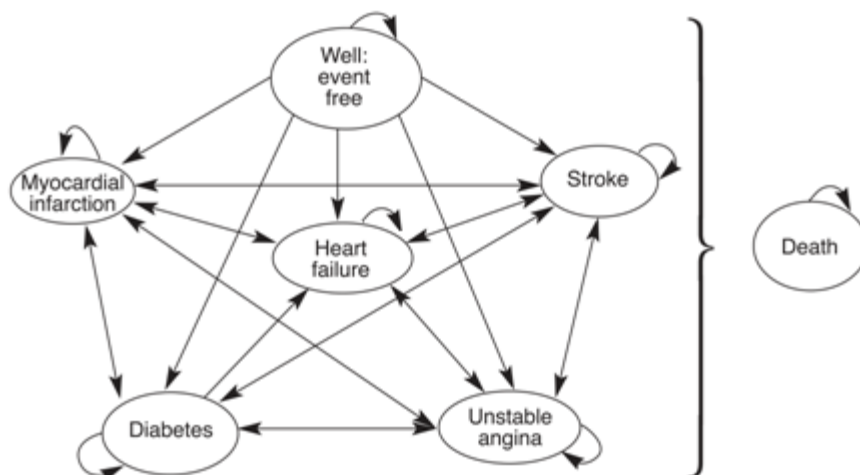 Well:
event
free
Myocardial
infarction
Stroke
Heart
failure
Death
Diabetes
Unstable
angina